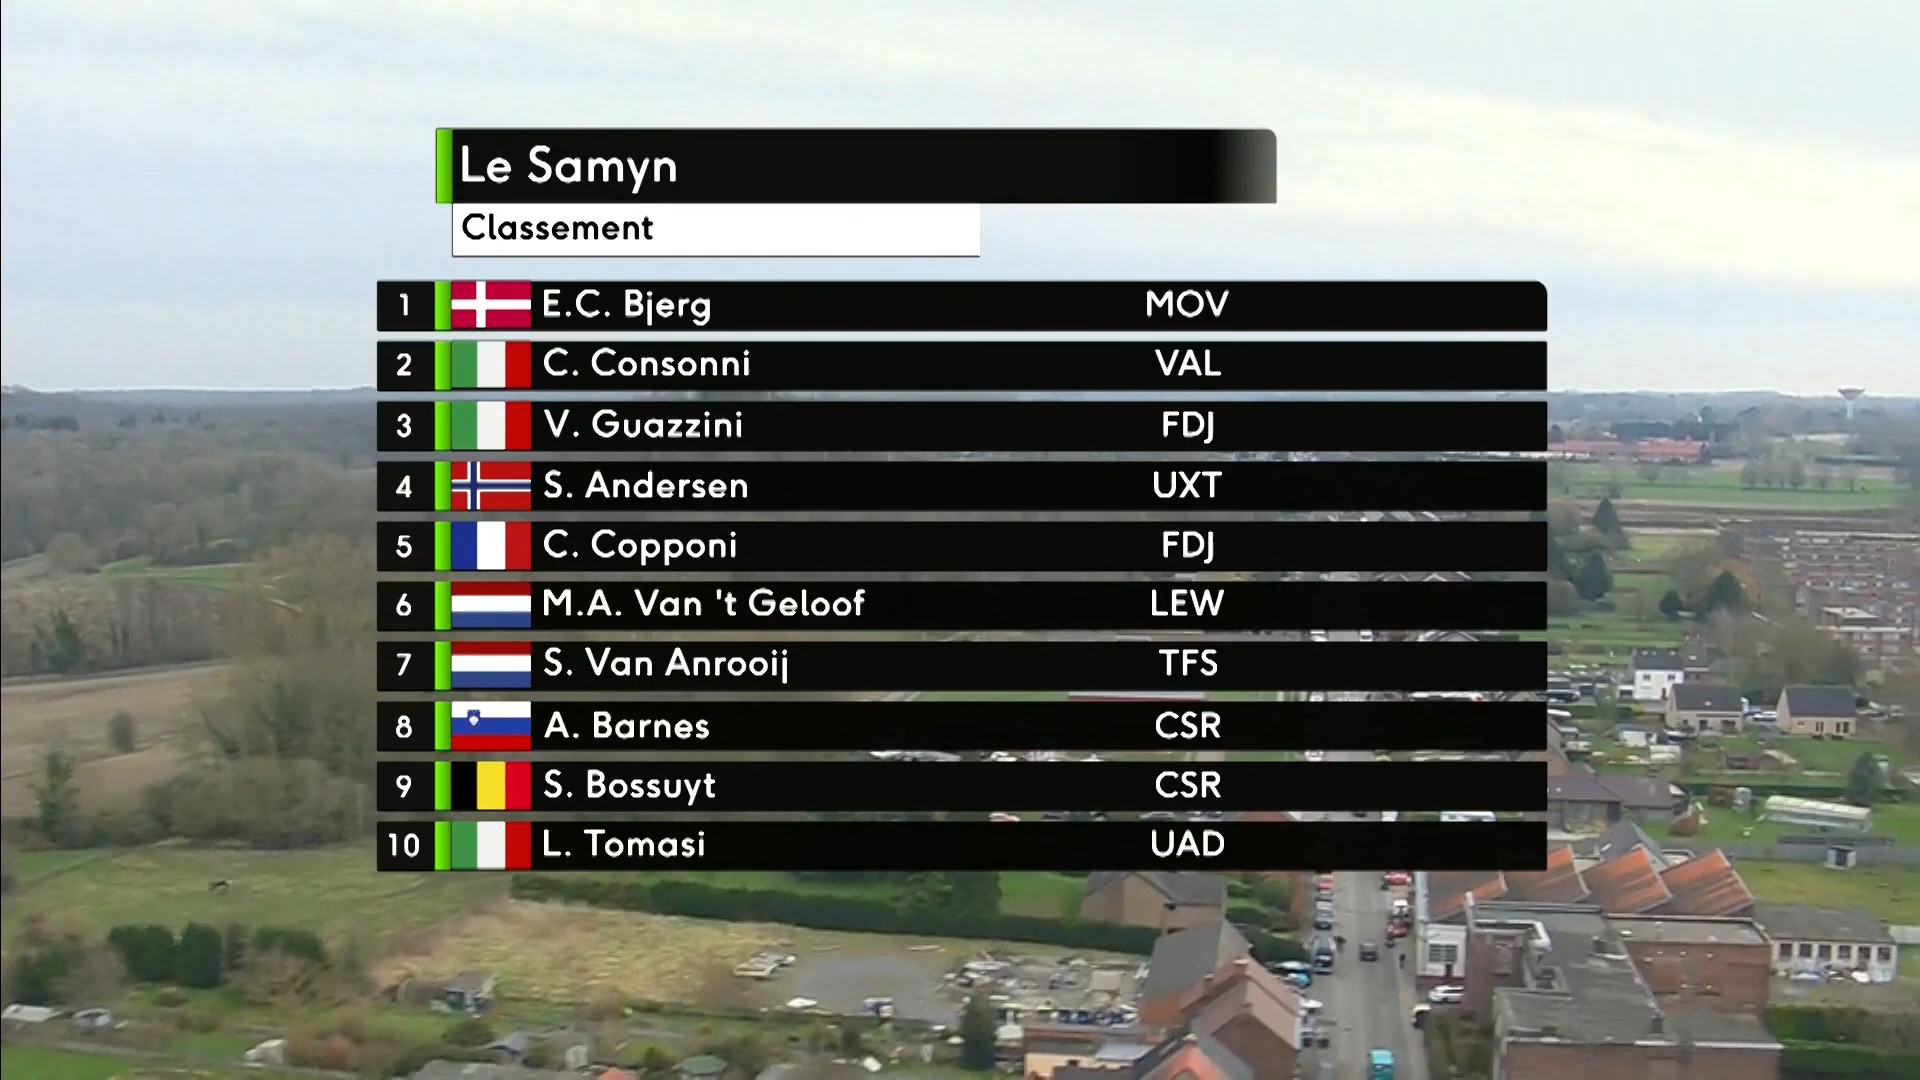 Le Samyn
Classement
1 E.C. Bjerg MOV
2 C. Consonni VAL
3 V. Guazzini FDJ
4 S. Andersen UXT
5 C. Copponi FDJ
6 M.A. Van 't Geloof LEW
7 S. Van Anrooij TFS
8 A. Barnes CSR
9 S. Bossuyt CSR
10 L. Tomasi UAD